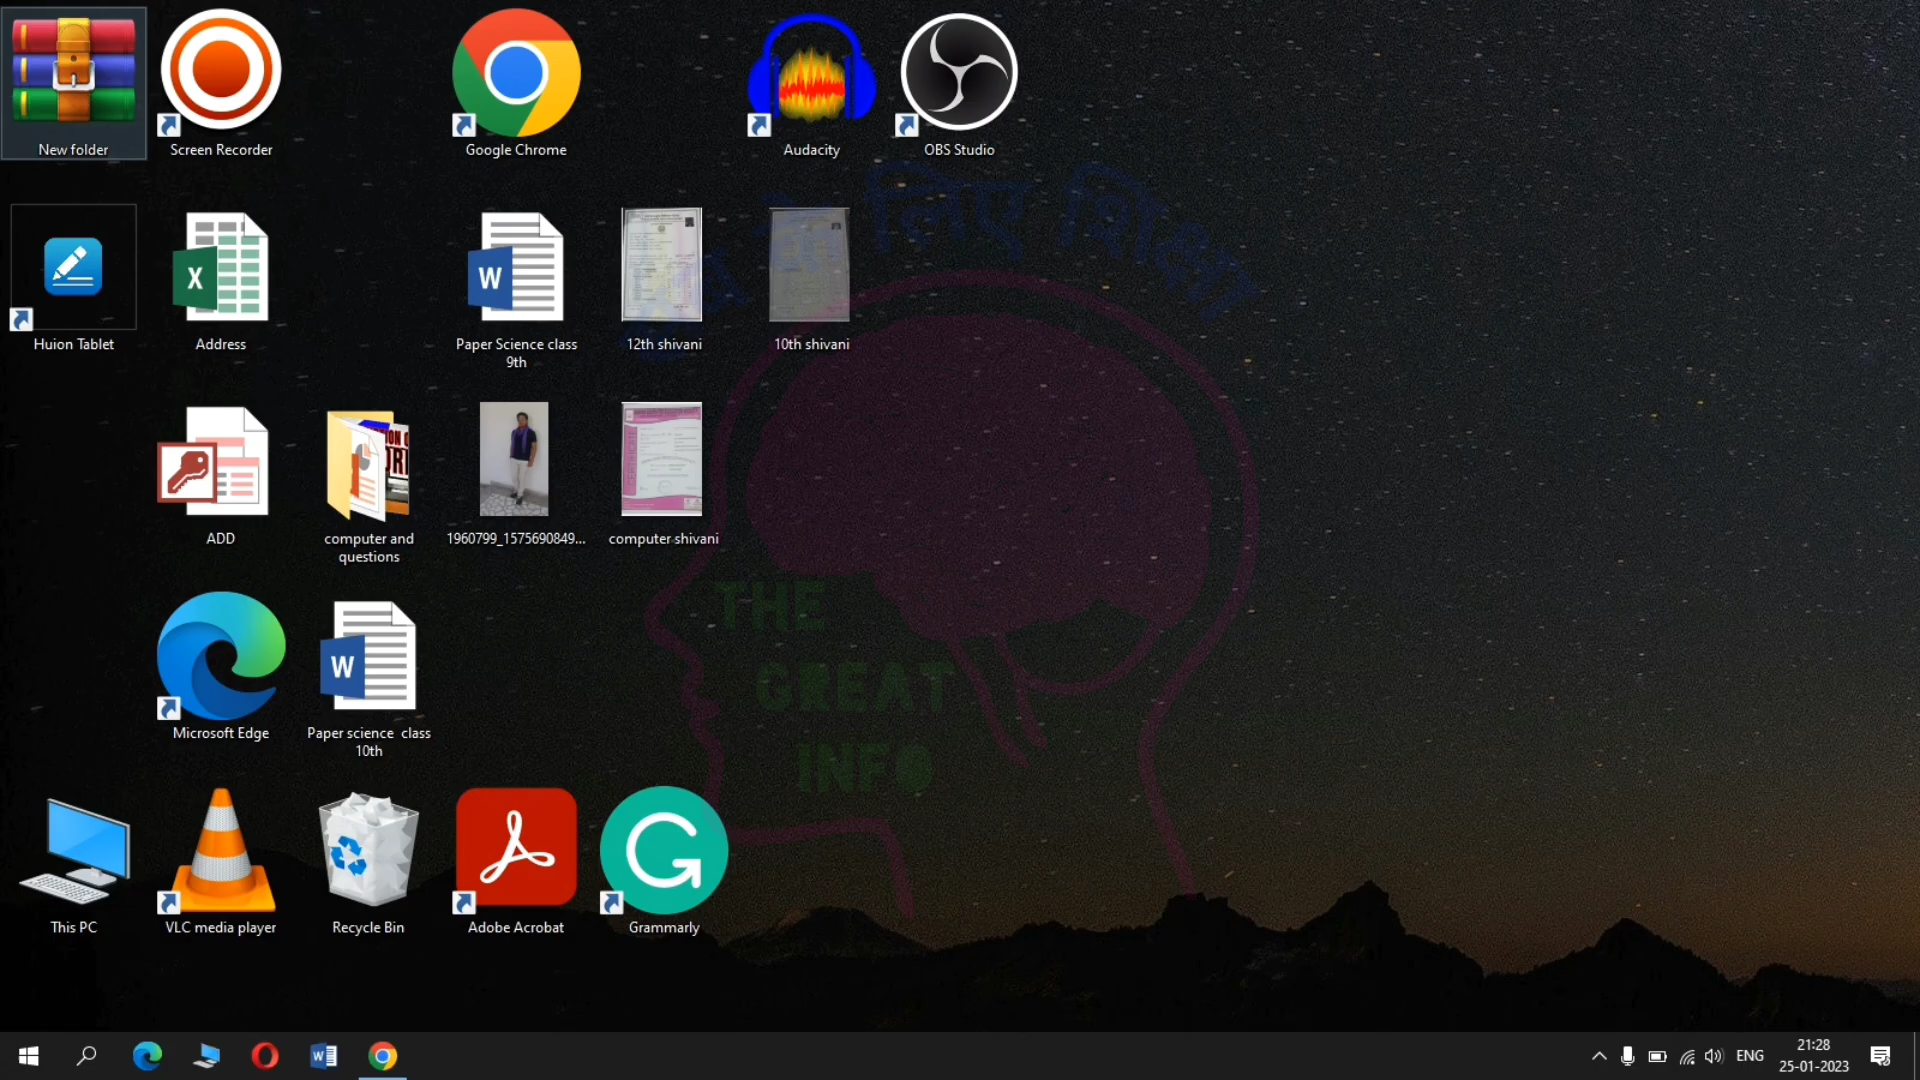 New folder
Screen Recorder
Google Chrome
Audacity
OBS Studio
के लिए शिक्षा
Huion Tablet
Address
Paper Science class
9th
12th shivani
10th shivani
ADD
computer and
questions
1960799_1575690849...
computer shivani
THE
GREAT
INFO
Microsoft Edge
Paper science class
10th
This PC
VLC media player
Recycle Bin
Adobe Acrobat
Grammarly
ENG
21:28
25-01-2023